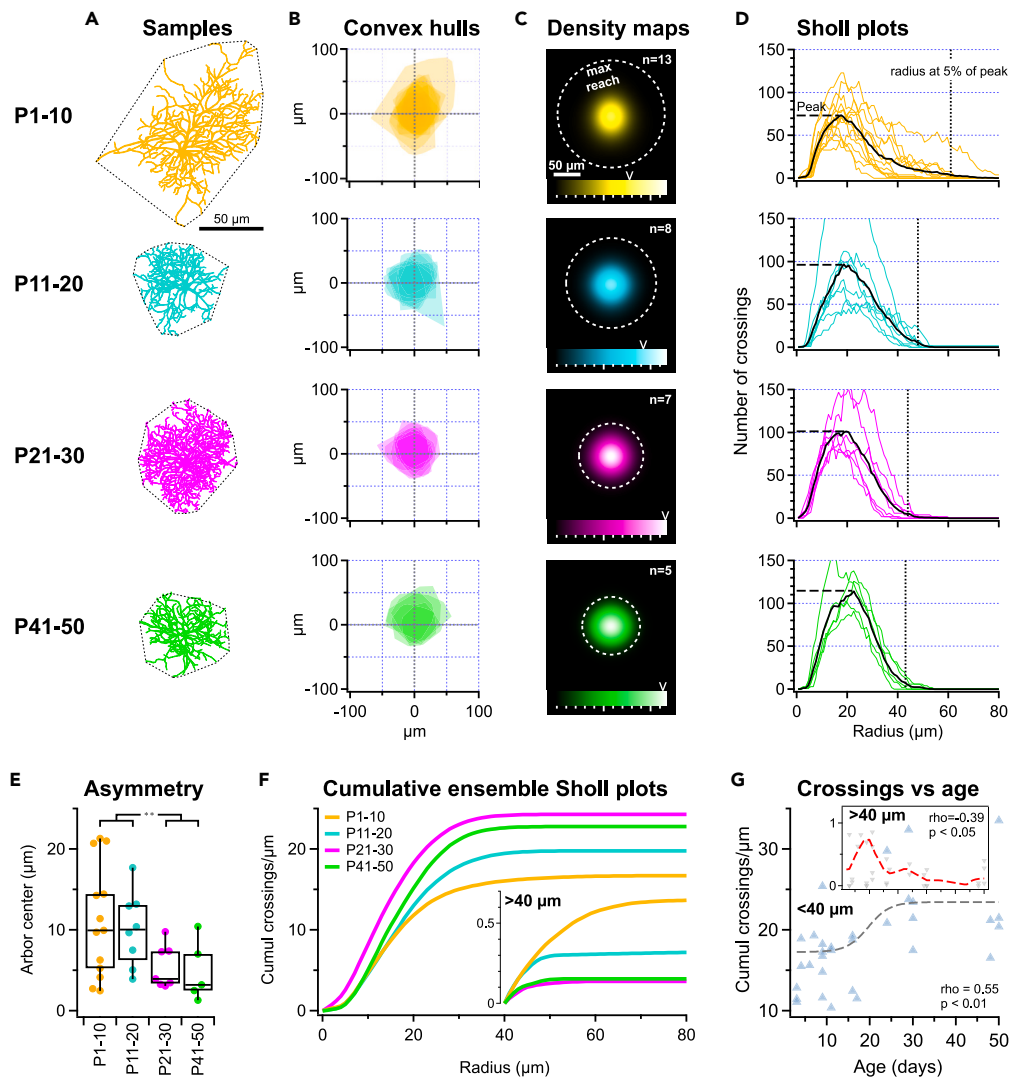 A Samples
B Convex hulls
C Density maps
D Sholl plots
P1-10
50 µm
100
0
-100
µm
n=13
max reach
50 µm
V
150
100
50
0
Peak
radius at 5% of peak
P11-20
100
0
-100
µm
n=8
V
150
100
50
0
P21-30
100
0
-100
µm
n=7
V
150
100
50
0
Number of crossings
P41-50
100
0
-100
µm
-100 0 100
µm
n=5
V
150
100
50
0
0 20 40 60 80
Radius (µm)
E Asymmetry
**
20
10
0
Arbor center (µm)
P1-10
P11-20
P21-30
P41-50
F Cumulative ensemble Sholl plots
P1-10
P11-20
P21-30
P41-50
20
10
0
Cumul crossings/µm
>40 µm
0.5
0
0 20 40 60 80
Radius (µm)
G Crossings vs age
>40 µm
rho=-0.39
p < 0.05
1
0
<40 µm
rho = 0.55
p < 0.01
30
20
10
Cumul crossings/µm
10 20 30 40 50
Age (days)